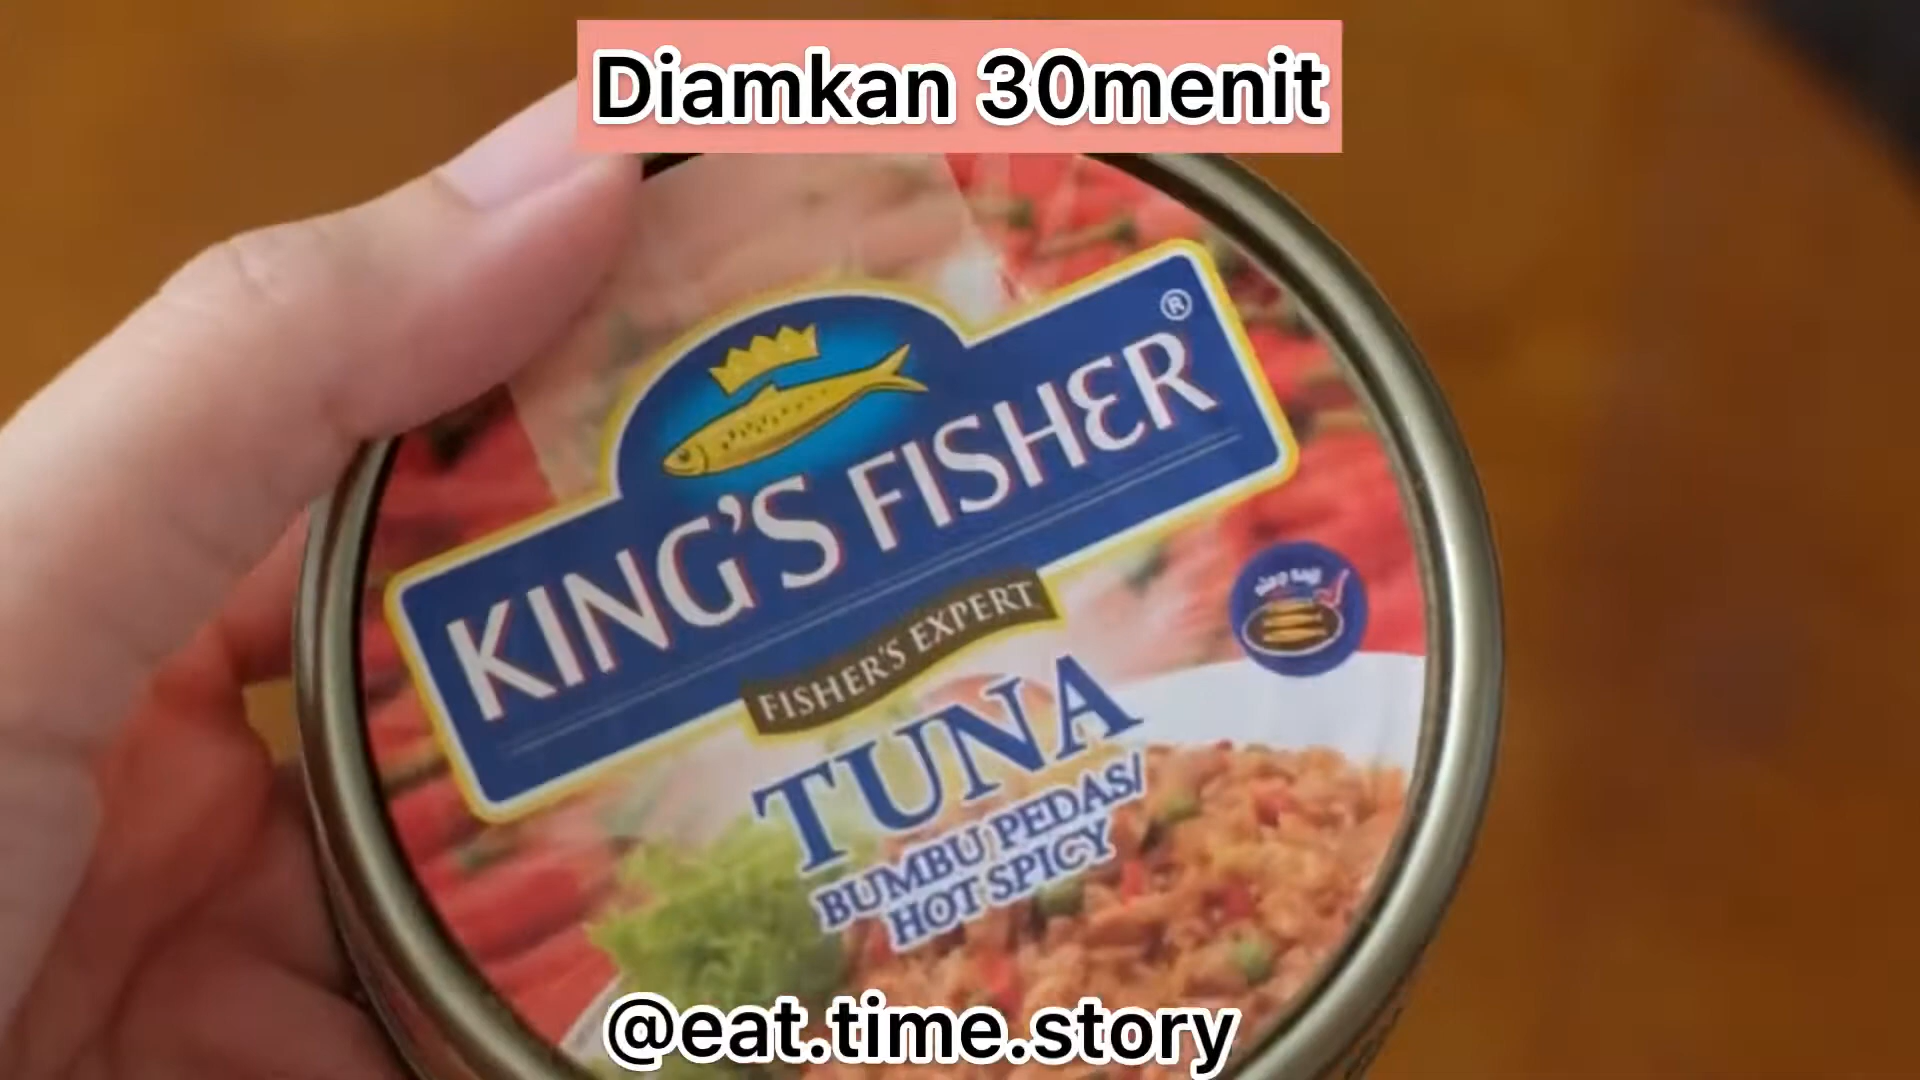 Diamkan 30menit
KING'S FISHER®
FISHER'S EXPERT
TUNA
BUMBU PEDAS/
HOT SPICY
@eat.time.story